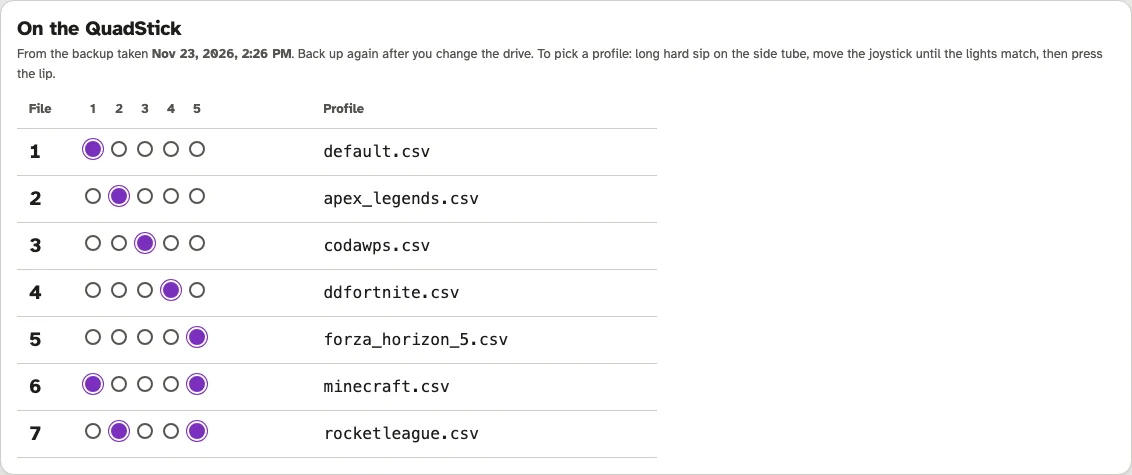 On the QuadStick
From the backup taken Nov 23, 2026, 2:26 PM. Back up again after you change the drive. To pick a profile: long hard sip on the side tube, move the joystick until the lights match, then press
the lip.
File 1 2 3 4 5 Profile
1 default.csv
2 apex_legends.csv
3 codawps.csv
4 ddfortnite.csv
5 forza_horizon_5.csv
6 minecraft.csv
7 rocketleague.csv